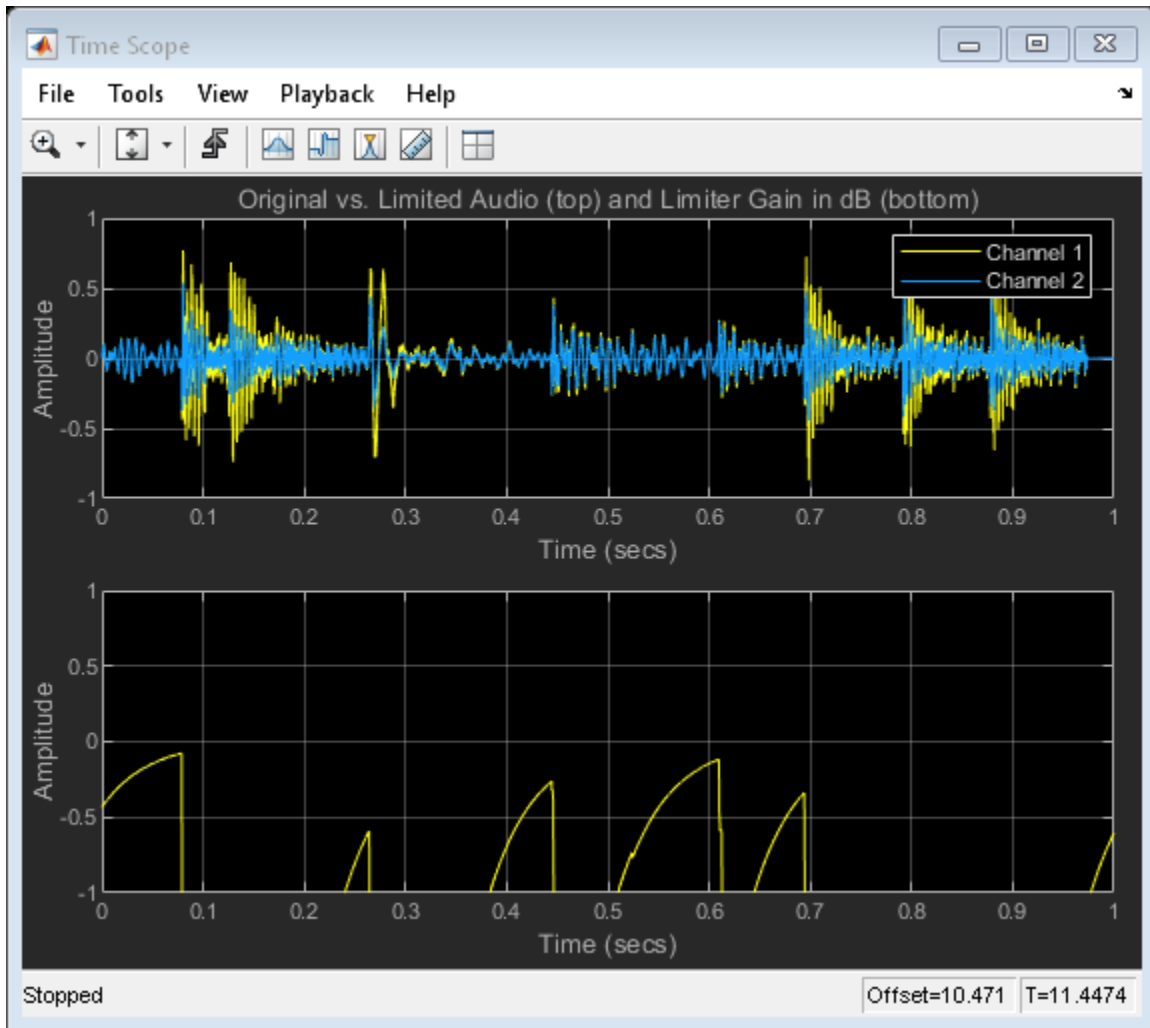 Time Scope
File Tools View Playback Help
Original vs. Limited Audio (top) and Limiter Gain in dB (bottom)
Channel 1
Channel 2
Amplitude
1
0.5
0
-0.5
-1
0 0.1 0.2 0.3 0.4 0.5 0.6 0.7 0.8 0.9 1
Time (secs)
Amplitude
1
0.5
0
-0.5
-1
0 0.1 0.2 0.3 0.4 0.5 0.6 0.7 0.8 0.9 1
Time (secs)
Stopped Offset=10.471 T=11.4474